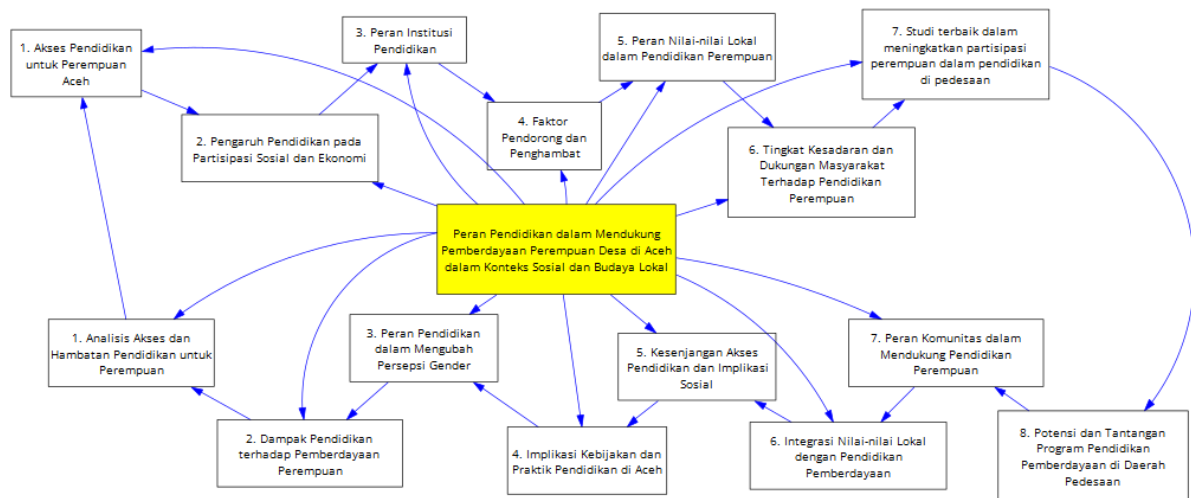 1. Akses Pendidikan
untuk Perempuan
Aceh
2. Pengaruh Pendidikan pada
Partisipasi Sosial dan Ekonomi
3. Peran Institusi
Pendidikan
4. Faktor
Pendorong dan
Penghambat
5. Peran Nilai-nilai Lokal
dalam Pendidikan Perempuan
6. Tingkat Kesadaran dan
Dukungan Masyarakat
Terhadap Pendidikan
Perempuan
7. Studi terbaik dalam
meningkatkan partisipasi
perempuan dalam pendidikan
di pedesaan
Peran Pendidikan dalam Mendukung
Pemberdayaan Perempuan Desa di Aceh
dalam Konteks Sosial dan Budaya Lokal
1. Analisis Akses dan
Hambatan Pendidikan untuk
Perempuan
2. Dampak Pendidikan
terhadap Pemberdayaan
Perempuan
3. Peran Pendidikan
dalam Mengubah
Persepsi Gender
4. Implikasi Kebijakan dan
Praktik Pendidikan di Aceh
5. Kesenjangan Akses
Pendidikan dan Implikasi
Sosial
6. Integrasi Nilai-nilai Lokal
dengan Pendidikan
Pemberdayaan
7. Peran Komunitas dalam
Mendukung Pendidikan
Perempuan
8. Potensi dan Tantangan
Program Pendidikan
Pemberdayaan di Daerah
Pedesaan